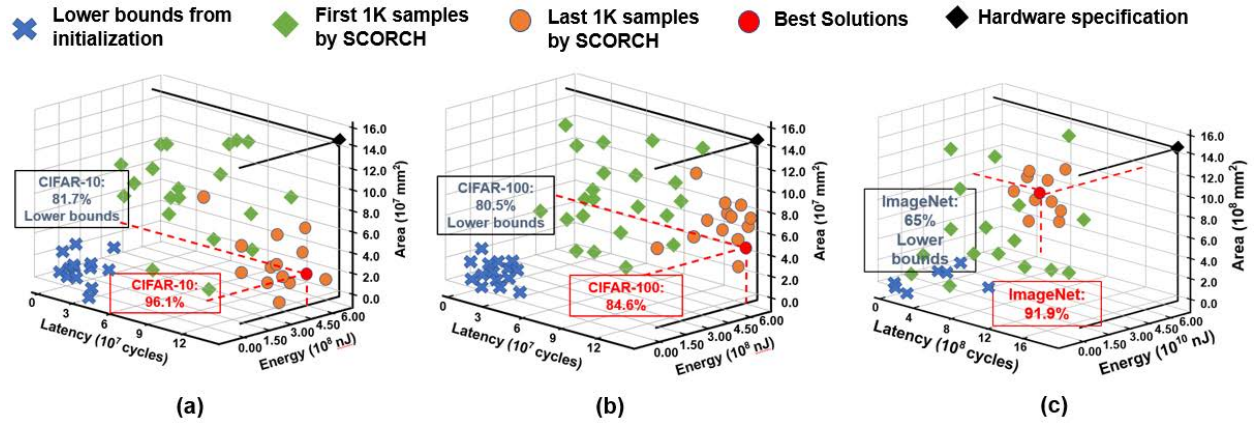 Lower bounds from
initialization
First 1K samples
by SCORCH
Last 1K samples
by SCORCH
Best Solutions
Hardware specification
CIFAR-10:
81.7%
Lower bounds
CIFAR-10:
96.1%
0
3
6
9
12
Latency (10⁷ cycles)
0.00
1.50
3.00
4.50
6.00
Energy (10⁸ nJ)
16.0
14.0
12.0
10.0
8.0
6.0
4.0
2.0
0.0
Area (10⁷ mm²)
(a)
CIFAR-100:
80.5%
Lower bounds
CIFAR-100:
84.6%
0
3
6
9
12
Latency (10⁷ cycles)
0.00
1.50
3.00
4.50
6.00
Energy (10⁸ nJ)
16.0
14.0
12.0
10.0
8.0
6.0
4.0
2.0
0.0
Area (10⁷ mm²)
(b)
ImageNet:
65%
Lower
bounds
ImageNet:
91.9%
0
4
8
12
16
Latency (10⁸ cycles)
0.00
1.50
3.00
4.50
6.00
Energy (10¹⁰ nJ)
16.0
14.0
12.0
10.0
8.0
6.0
4.0
2.0
0.0
Area (10⁸ mm²)
(c)